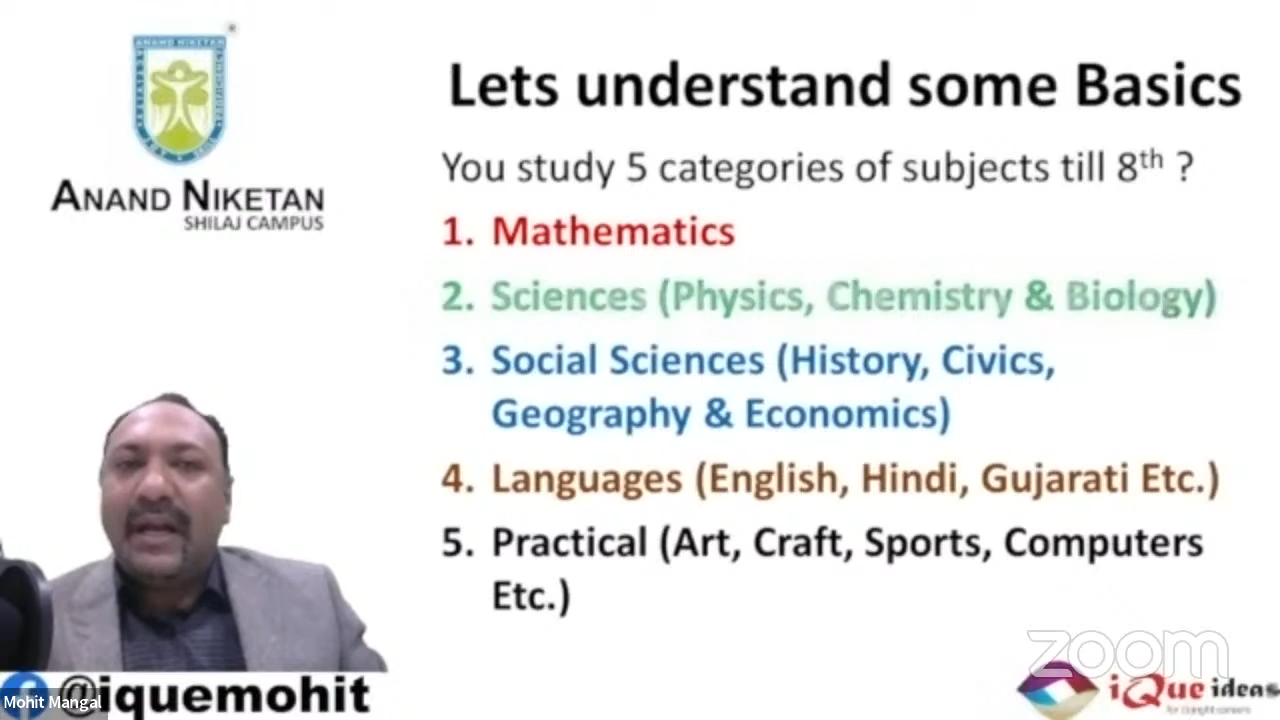 ANAND NIKETAN
SHILAJ CAMPUS
Lets understand some Basics
You study 5 categories of subjects till 8th ?
1. Mathematics
2. Sciences (Physics, Chemistry & Biology)
3. Social Sciences (History, Civics,
Geography & Economics)
4. Languages (English, Hindi, Gujarati Etc.)
5. Practical (Art, Craft, Sports, Computers
Etc.)
@iquemohit
Mohit Mangal
zoom
iQue ideas